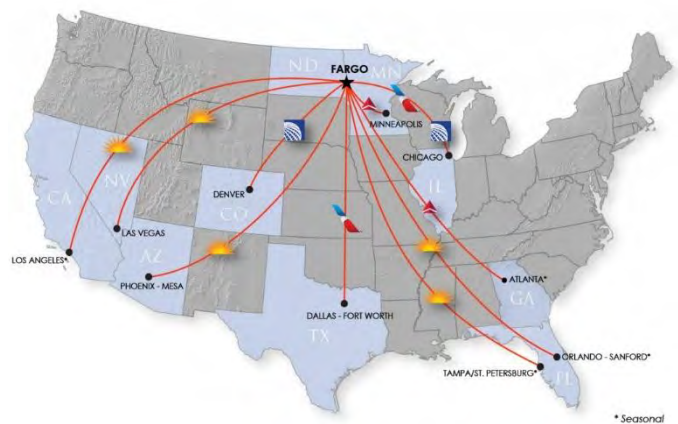 ND
MN
FARGO
MINNEAPOLIS
CHICAGO
NV
CA
DENVER
CO
IL
LAS VEGAS
LOS ANGELES*
AZ
PHOENIX - MESA
ATLANTA*
GA
DALLAS - FORT WORTH
TX
ORLANDO - SANFORD*
TAMPA/ST. PETERSBURG*
FL
* Seasonal